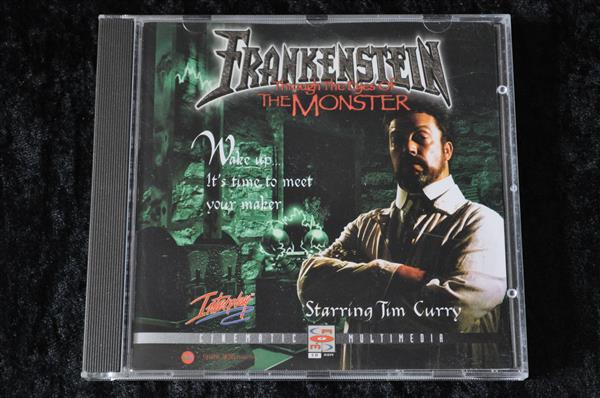 FRANKENSTEIN
Through The Eyes Of
THE MONSTER
Wake up...
It's time to meet
your maker
Interplay
Starring Tim Curry
CINEMATIC MULTIMEDIA